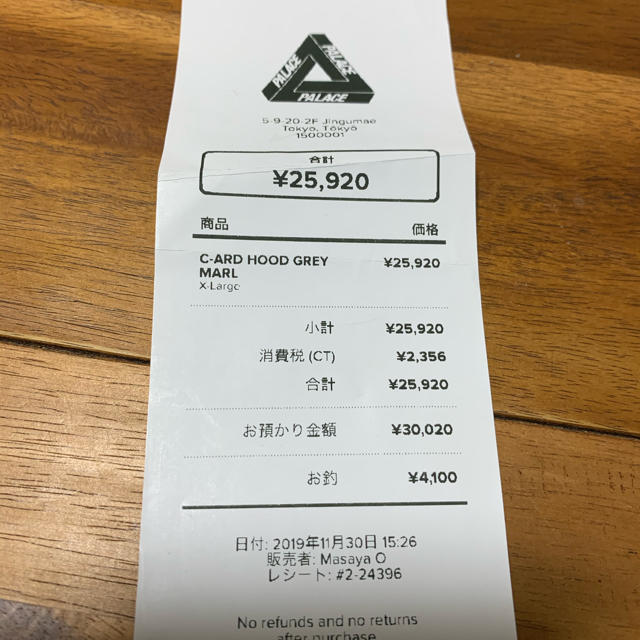 PALACE PALACE
PALACE
5-9-20-2F Jingumae
Tokyo, Tōkyō
1500001
合計
¥25,920
商品 価格
C-ARD HOOD GREY ¥25,920
MARL
X-Large
小計 ¥25,920
消費税 (CT) ¥2,356
合計 ¥25,920
お預かり金額 ¥30,020
お釣 ¥4,100
日付: 2019年11月30日 15:26
販売者: Masaya O
レシート: #2-24396
No refunds and no returns
after purchase